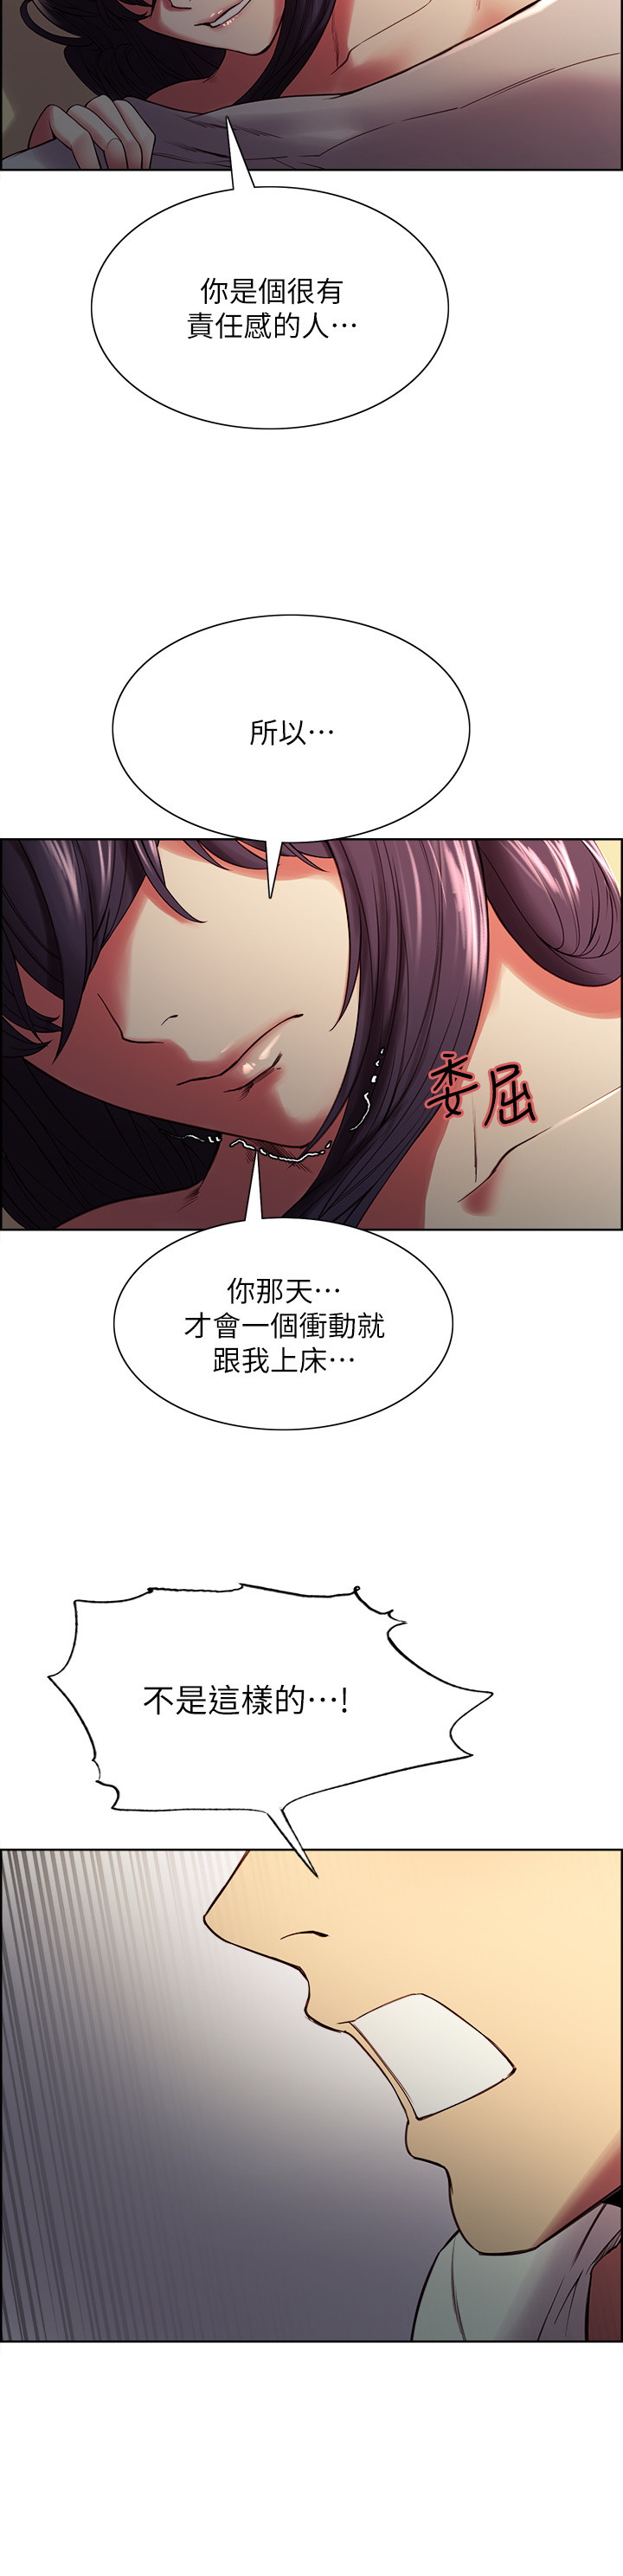 你是個很有
責任感的人…
所以…
委屈
你那天…
才會一個衝動就
跟我上床…
不是這樣的…!